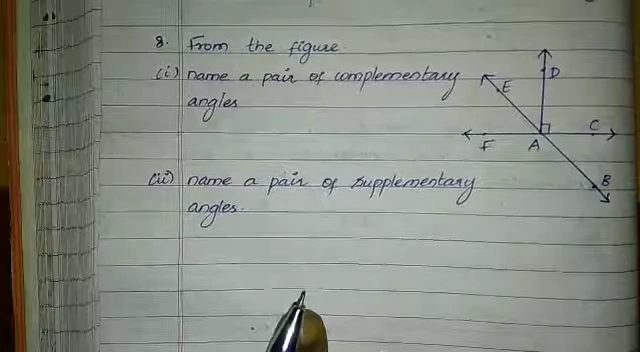 8. From the figure
(i) name a pair of complementary
angles
(ii) name a pair of supplementary
angles.
D
E
C
F
A
B